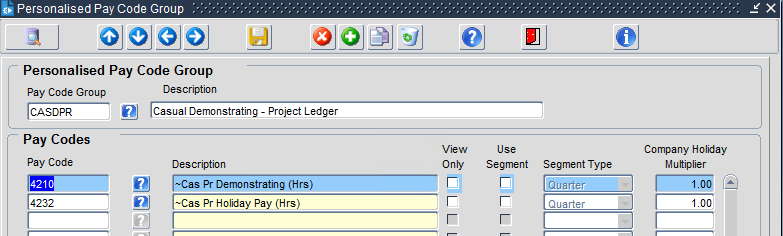 Personalised Pay Code Group
Personalised Pay Code Group
Pay Code Group Description
CASDPR Casual Demonstrating - Project Ledger
Pay Codes
View Use Company Holiday
Pay Code Description Only Segment Segment Type Multiplier
4210 ~Cas Pr Demonstrating (Hrs) Quarter 1.00
4232 ~Cas Pr Holiday Pay (Hrs) Quarter 1.00